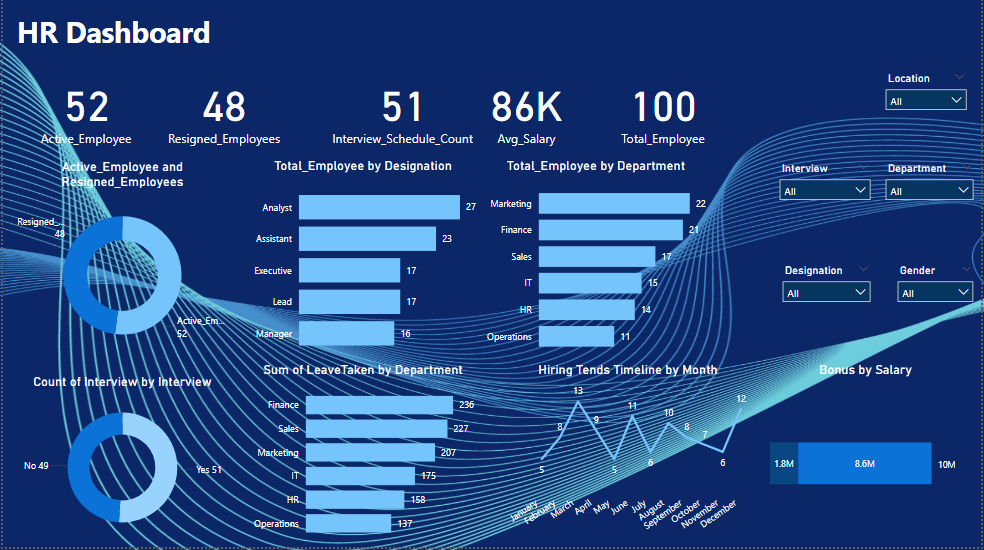 HR Dashboard
52
Active_Employee
48
Resigned_Employees
51
Interview_Schedule_Count
86K
Avg_Salary
100
Total_Employee
Location
All
Interview
All
Department
All
Designation
All
Gender
All
Active_Employee and
Resigned_Employees
Resigned_...
48
Active_Em...
52
Total_Employee by Designation
Analyst 27
Assistant 23
Executive 17
Lead 17
Manager 16
Total_Employee by Department
Marketing 22
Finance 21
Sales 17
IT 15
HR 14
Operations 11
Count of Interview by Interview
No 49
Yes 51
Sum of LeaveTaken by Department
Finance 236
Sales 227
Marketing 207
IT 175
HR 158
Operations 137
Hiring Tends Timeline by Month
5
8
13
9
5
11
6
10
8
7
6
12
January
February
March
April
May
June
July
August
September
October
November
December
Bonus by Salary
1.8M
8.6M
10M